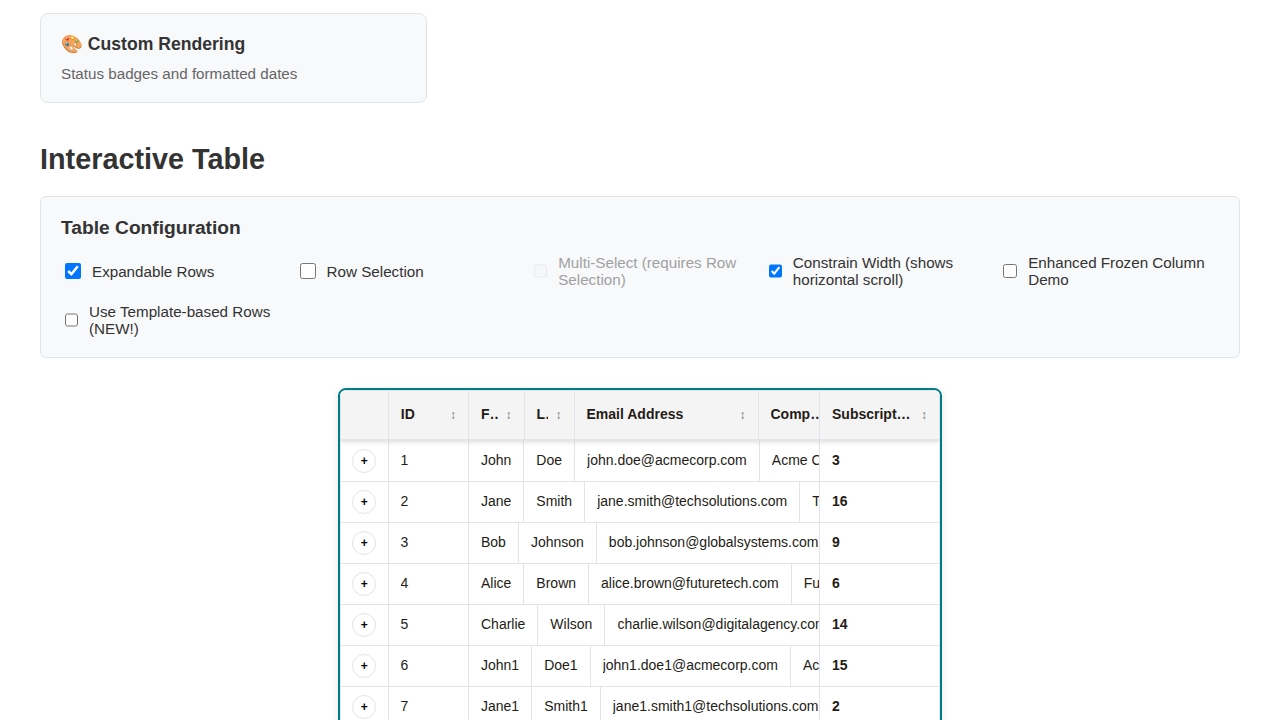 🎨 Custom Rendering
Status badges and formatted dates
Interactive Table
Table Configuration
Expandable Rows
Row Selection
Multi-Select (requires Row
Selection)
Constrain Width (shows
horizontal scroll)
Enhanced Frozen Column
Demo
Use Template-based Rows
(NEW!)
ID ↕ F… ↕ L. ↕ Email Address ↕ Comp… Subscript… ↕
+ 1 John Doe john.doe@acmecorp.com Acme C 3
+ 2 Jane Smith jane.smith@techsolutions.com T 16
+ 3 Bob Johnson bob.johnson@globalsystems.com 9
+ 4 Alice Brown alice.brown@futuretech.com Fu 6
+ 5 Charlie Wilson charlie.wilson@digitalagency.com 14
+ 6 John1 Doe1 john1.doe1@acmecorp.com Ac 15
+ 7 Jane1 Smith1 jane1.smith1@techsolutions.com 2